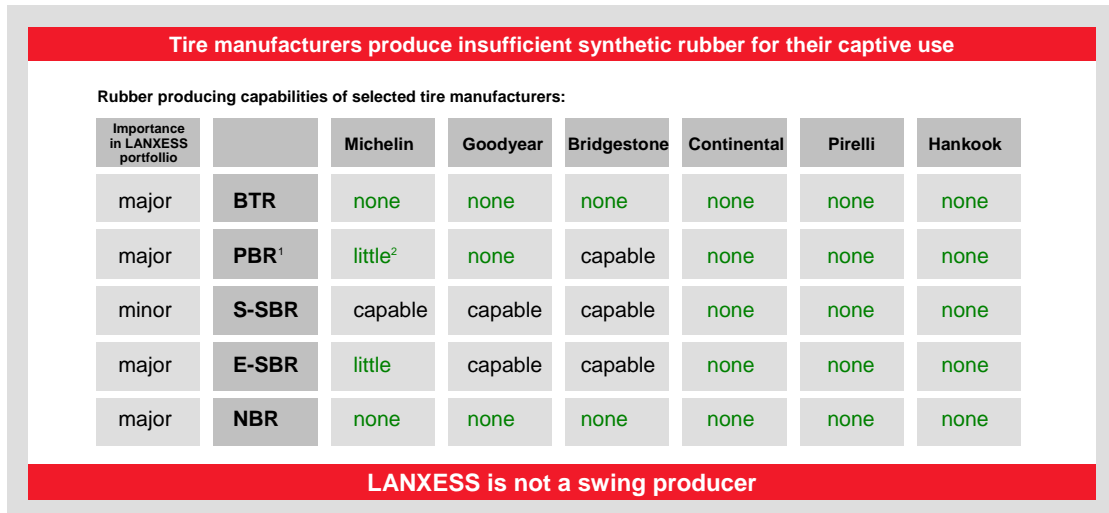 Tire manufacturers produce insufficient synthetic rubber for their captive use
Rubber producing capabilities of selected tire manufacturers:
Importance
in LANXESS
portfollio
Michelin Goodyear Bridgestone Continental Pirelli Hankook
major BTR none none none none none none
major PBR¹ little² none capable none none none
minor S-SBR capable capable capable none none none
major E-SBR little capable capable none none none
major NBR none none none none none none
LANXESS is not a swing producer